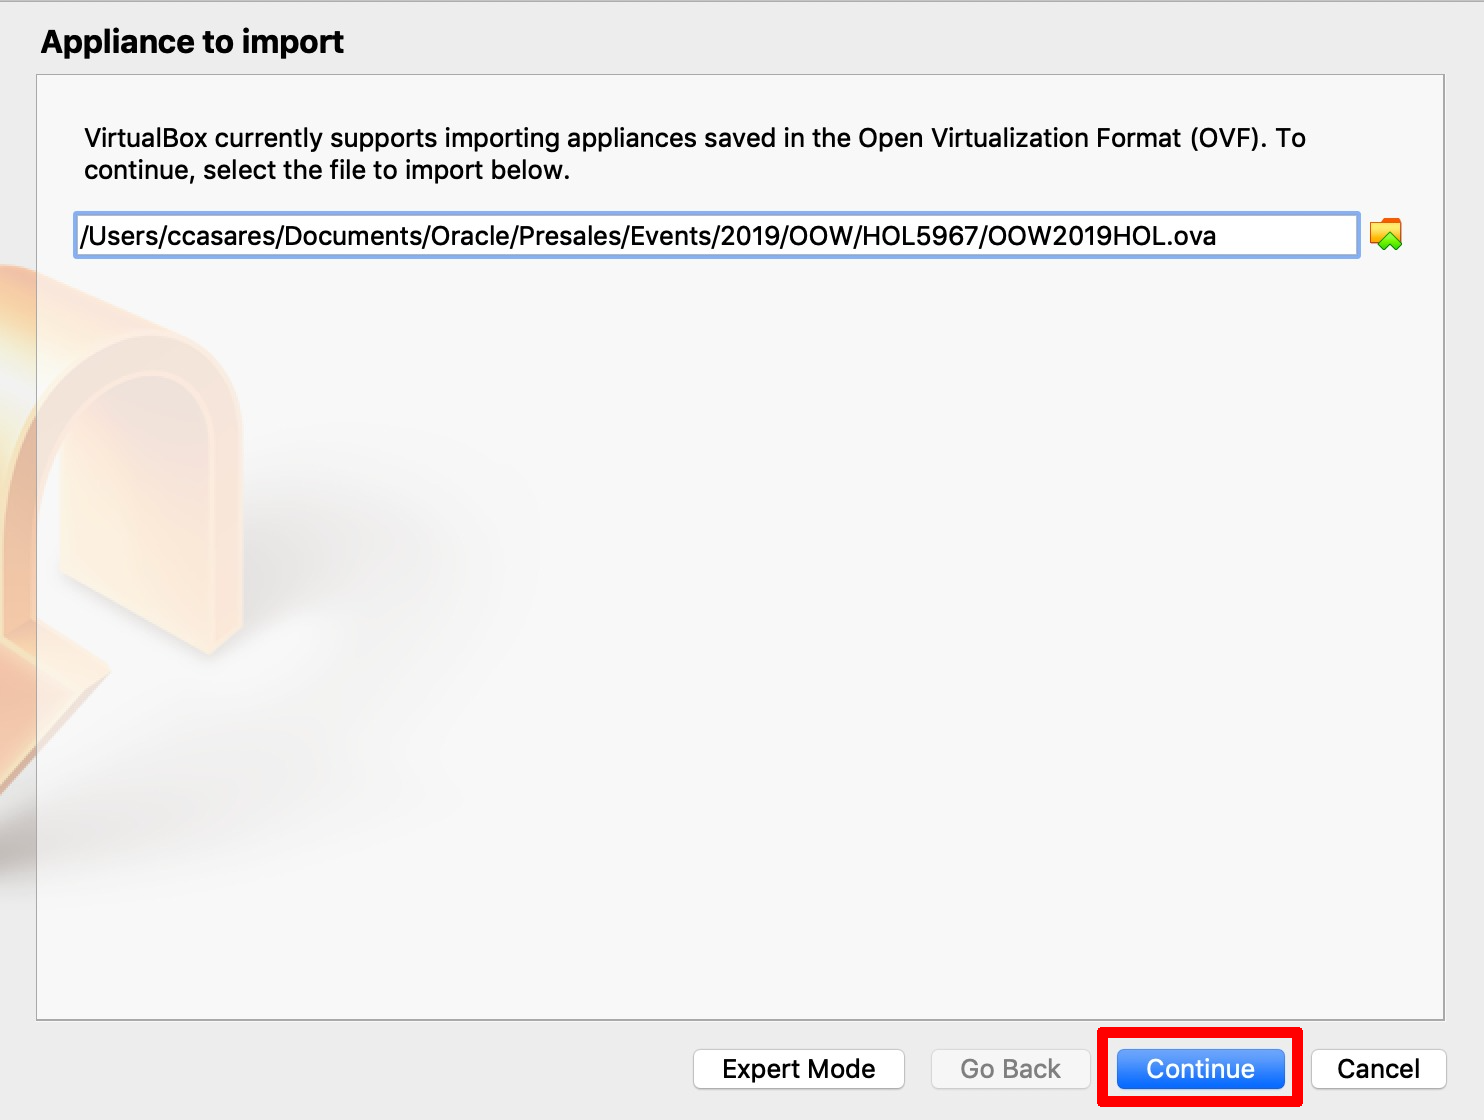 Appliance to import
VirtualBox currently supports importing appliances saved in the Open Virtualization Format (OVF). To
continue, select the file to import below.
/Users/ccasares/Documents/Oracle/Presales/Events/2019/OOW/HOL5967/OOW2019HOL.ova
Expert Mode
Go Back
Continue
Cancel